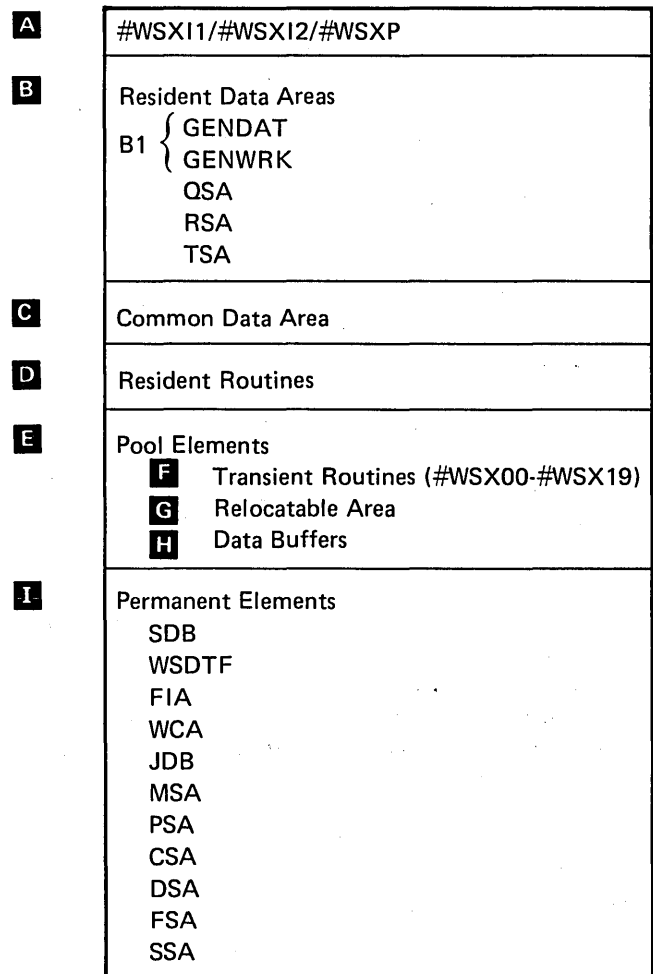 A #WSXI1/#WSXI2/#WSXP
B Resident Data Areas
B1 { GENDAT
GENWRK
QSA
RSA
TSA
C Common Data Area
D Resident Routines
E Pool Elements
F Transient Routines (#WSX00-#WSX19)
G Relocatable Area
H Data Buffers
I Permanent Elements
SDB
WSDTF
FIA
WCA
JDB
MSA
PSA
CSA
DSA
FSA
SSA